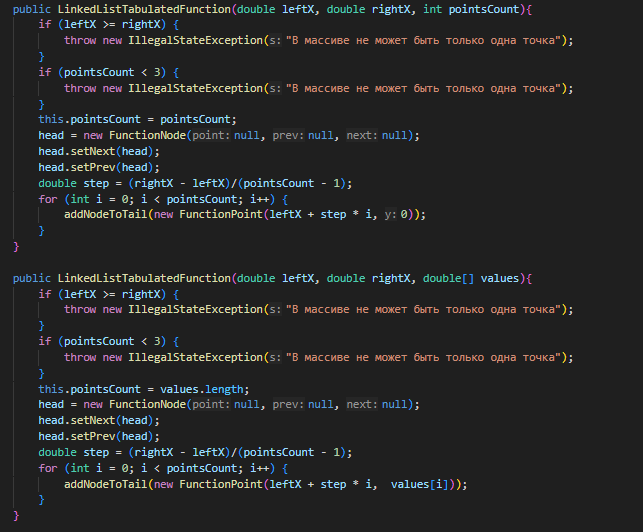 public LinkedListTabulatedFunction(double leftX, double rightX, int pointsCount){
if (leftX >= rightX) {
throw new IllegalStateException(s: "В массиве не может быть только одна точка");
}
if (pointsCount < 3) {
throw new IllegalStateException(s: "В массиве не может быть только одна точка");
}
this.pointsCount = pointsCount;
head = new FunctionNode(point: null, prev: null, next: null);
head.setNext(head);
head.setPrev(head);
double step = (rightX - leftX)/(pointsCount - 1);
for (int i = 0; i < pointsCount; i++) {
addNodeToTail(new FunctionPoint(leftX + step * i, y: 0));
}
}
public LinkedListTabulatedFunction(double leftX, double rightX, double[] values){
if (leftX >= rightX) {
throw new IllegalStateException(s: "В массиве не может быть только одна точка");
}
if (pointsCount < 3) {
throw new IllegalStateException(s: "В массиве не может быть только одна точка");
}
this.pointsCount = values.length;
head = new FunctionNode(point: null, prev: null, next: null);
head.setNext(head);
head.setPrev(head);
double step = (rightX - leftX)/(pointsCount - 1);
for (int i = 0; i < pointsCount; i++) {
addNodeToTail(new FunctionPoint(leftX + step * i,  values[i]));
}
}